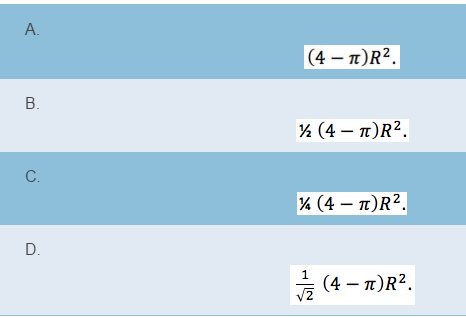 A.
(4 − π)R².
B.
½ (4 − π)R².
C.
¼ (4 − π)R².
D.
1/√2 (4 − π)R².